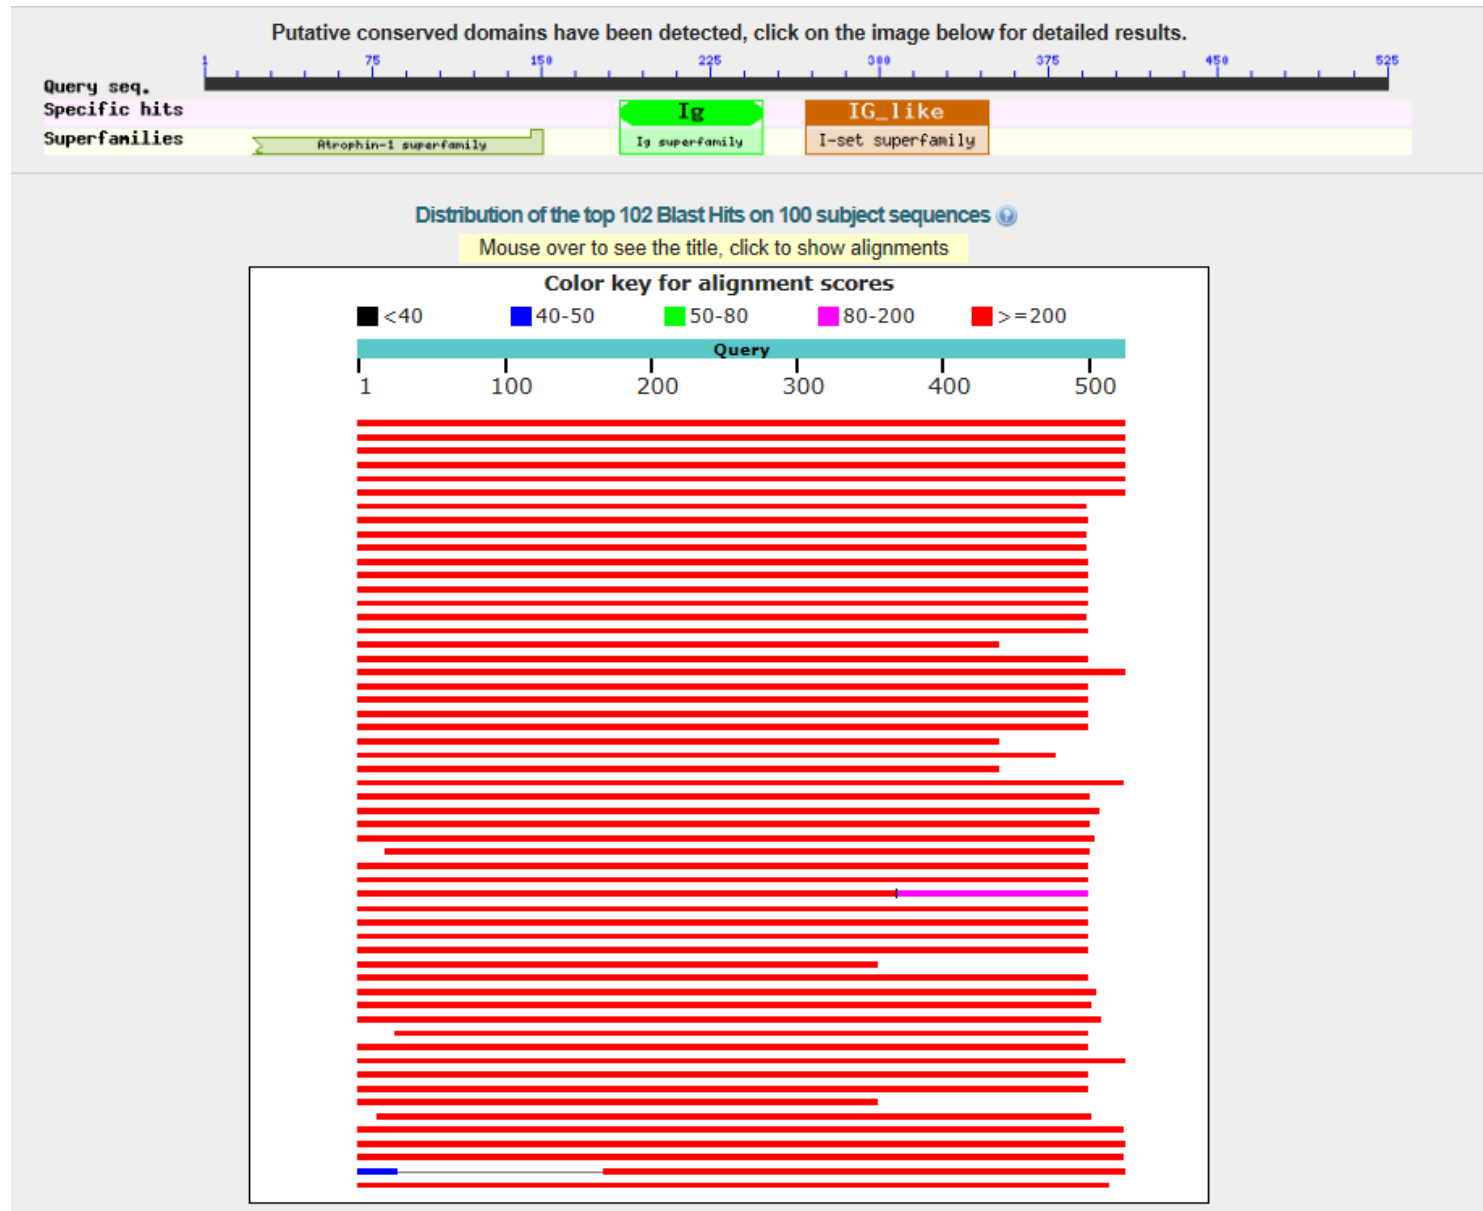 Putative conserved domains have been detected, click on the image below for detailed results.
1 75 150 225 300 375 450 525
Query seq.
Specific hits Ig IG_like
Superfamilies Atrophin-1 superfamily Ig superfamily I-set superfamily
Distribution of the top 102 Blast Hits on 100 subject sequences ?
Mouse over to see the title, click to show alignments
Color key for alignment scores
<40 40-50 50-80 80-200 >=200
Query
1 100 200 300 400 500